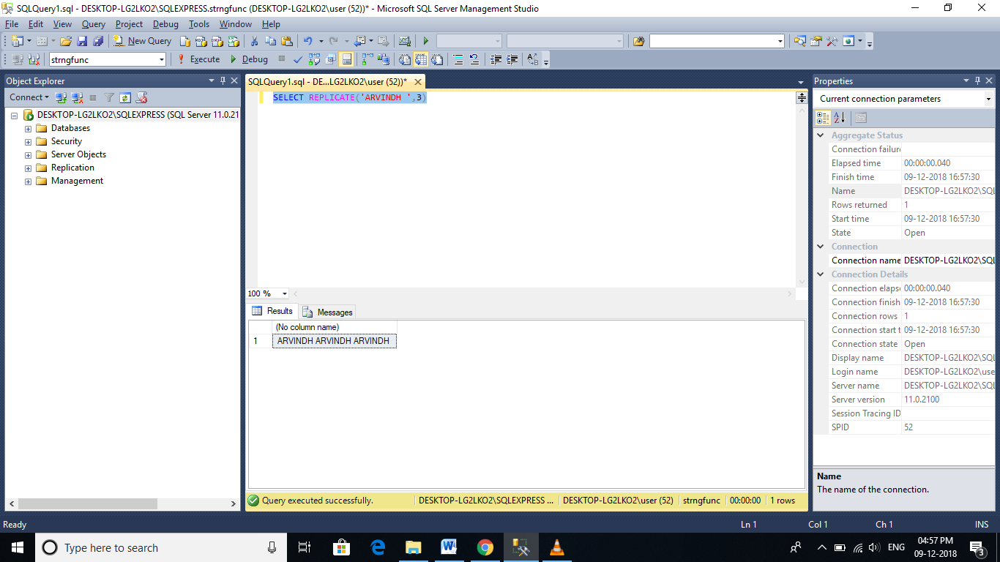 SQLQuery1.sql - DESKTOP-LG2LKO2\SQLEXPRESS.strngfunc (DESKTOP-LG2LKO2\user (52))* - Microsoft SQL Server Management Studio
File Edit View Query Project Debug Tools Window Help
New Query
strngfunc Execute Debug
Object Explorer
Connect
DESKTOP-LG2LKO2\SQLEXPRESS (SQL Server 11.0.21
Databases
Security
Server Objects
Replication
Management
SQLQuery1.sql - DE...LG2LKO2\user (52))*
SELECT REPLICATE('ARVINDH ',3)
100 %
Results Messages
(No column name)
1 ARVINDH ARVINDH ARVINDH
Query executed successfully. DESKTOP-LG2LKO2\SQLEXPRESS ... DESKTOP-LG2LKO2\user (52) strngfunc 00:00:00 1 rows
Properties
Current connection parameters
Aggregate Status
Connection failure
Elapsed time 00:00:00.040
Finish time 09-12-2018 16:57:30
Name DESKTOP-LG2LKO2\SQL
Rows returned 1
Start time 09-12-2018 16:57:30
State Open
Connection
Connection name DESKTOP-LG2LKO2\SQL
Connection Details
Connection elapse 00:00:00.040
Connection finish 09-12-2018 16:57:30
Connection rows 1
Connection start t 09-12-2018 16:57:30
Connection state Open
Display name DESKTOP-LG2LKO2\SQL
Login name DESKTOP-LG2LKO2\use
Server name DESKTOP-LG2LKO2\SQL
Server version 11.0.2100
Session Tracing ID
SPID 52
Name
The name of the connection.
Ready Ln 1 Col 1 Ch 1 INS
Type here to search
ENG
04:57 PM
09-12-2018
3